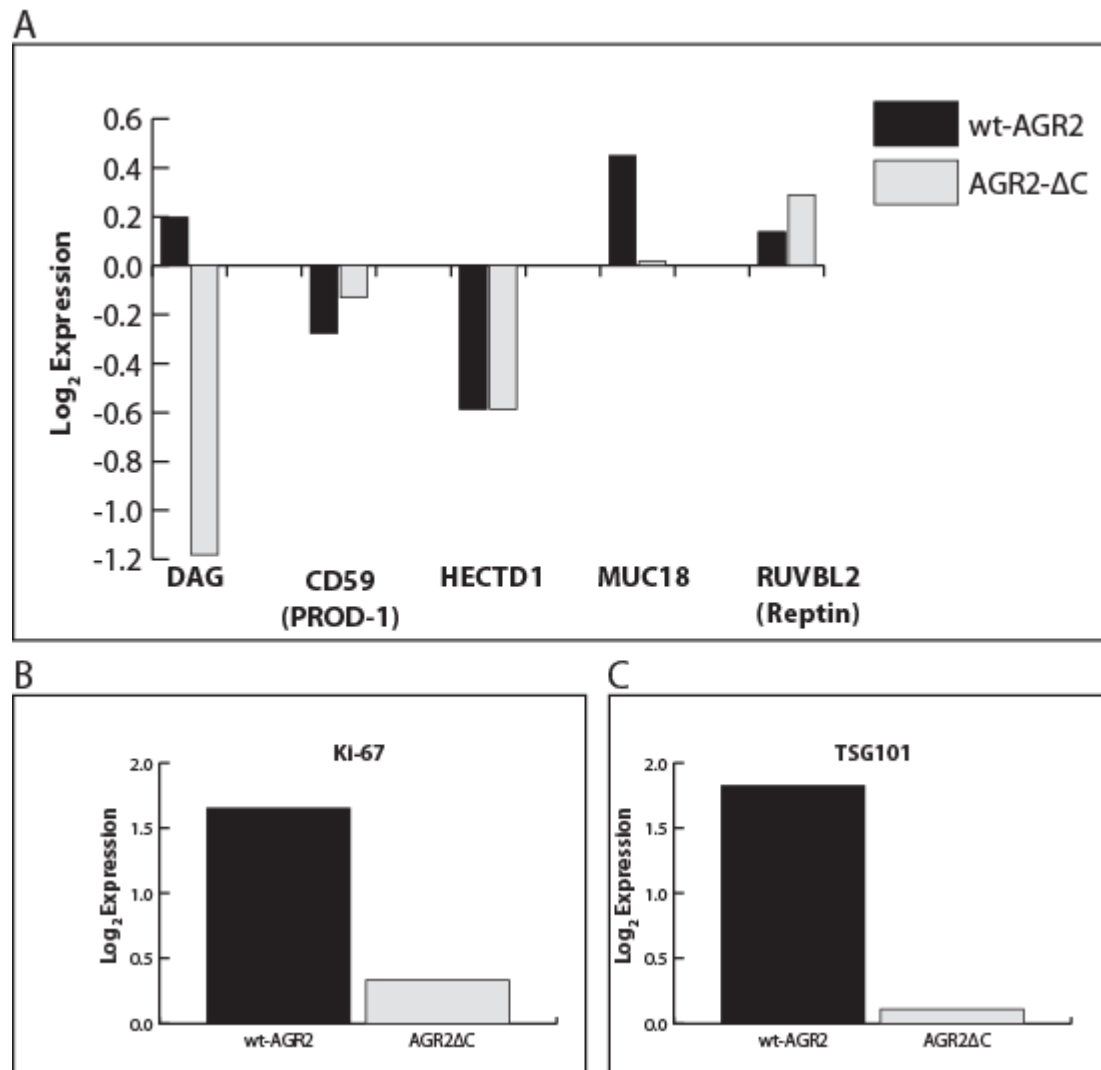 A
wt-AGR2
AGR2-ΔC
Log2 Expression
0.6
0.4
0.2
0.0
-0.2
-0.4
-0.6
-0.8
-1.0
-1.2
DAG
CD59
(PROD-1)
HECTD1
MUC18
RUVBL2
(Reptin)
B
Ki-67
Log2 Expression
2.0
1.5
1.0
0.5
0.0
wt-AGR2
AGR2ΔC
C
TSG101
Log2 Expression
2.0
1.5
1.0
0.5
0.0
wt-AGR2
AGR2ΔC